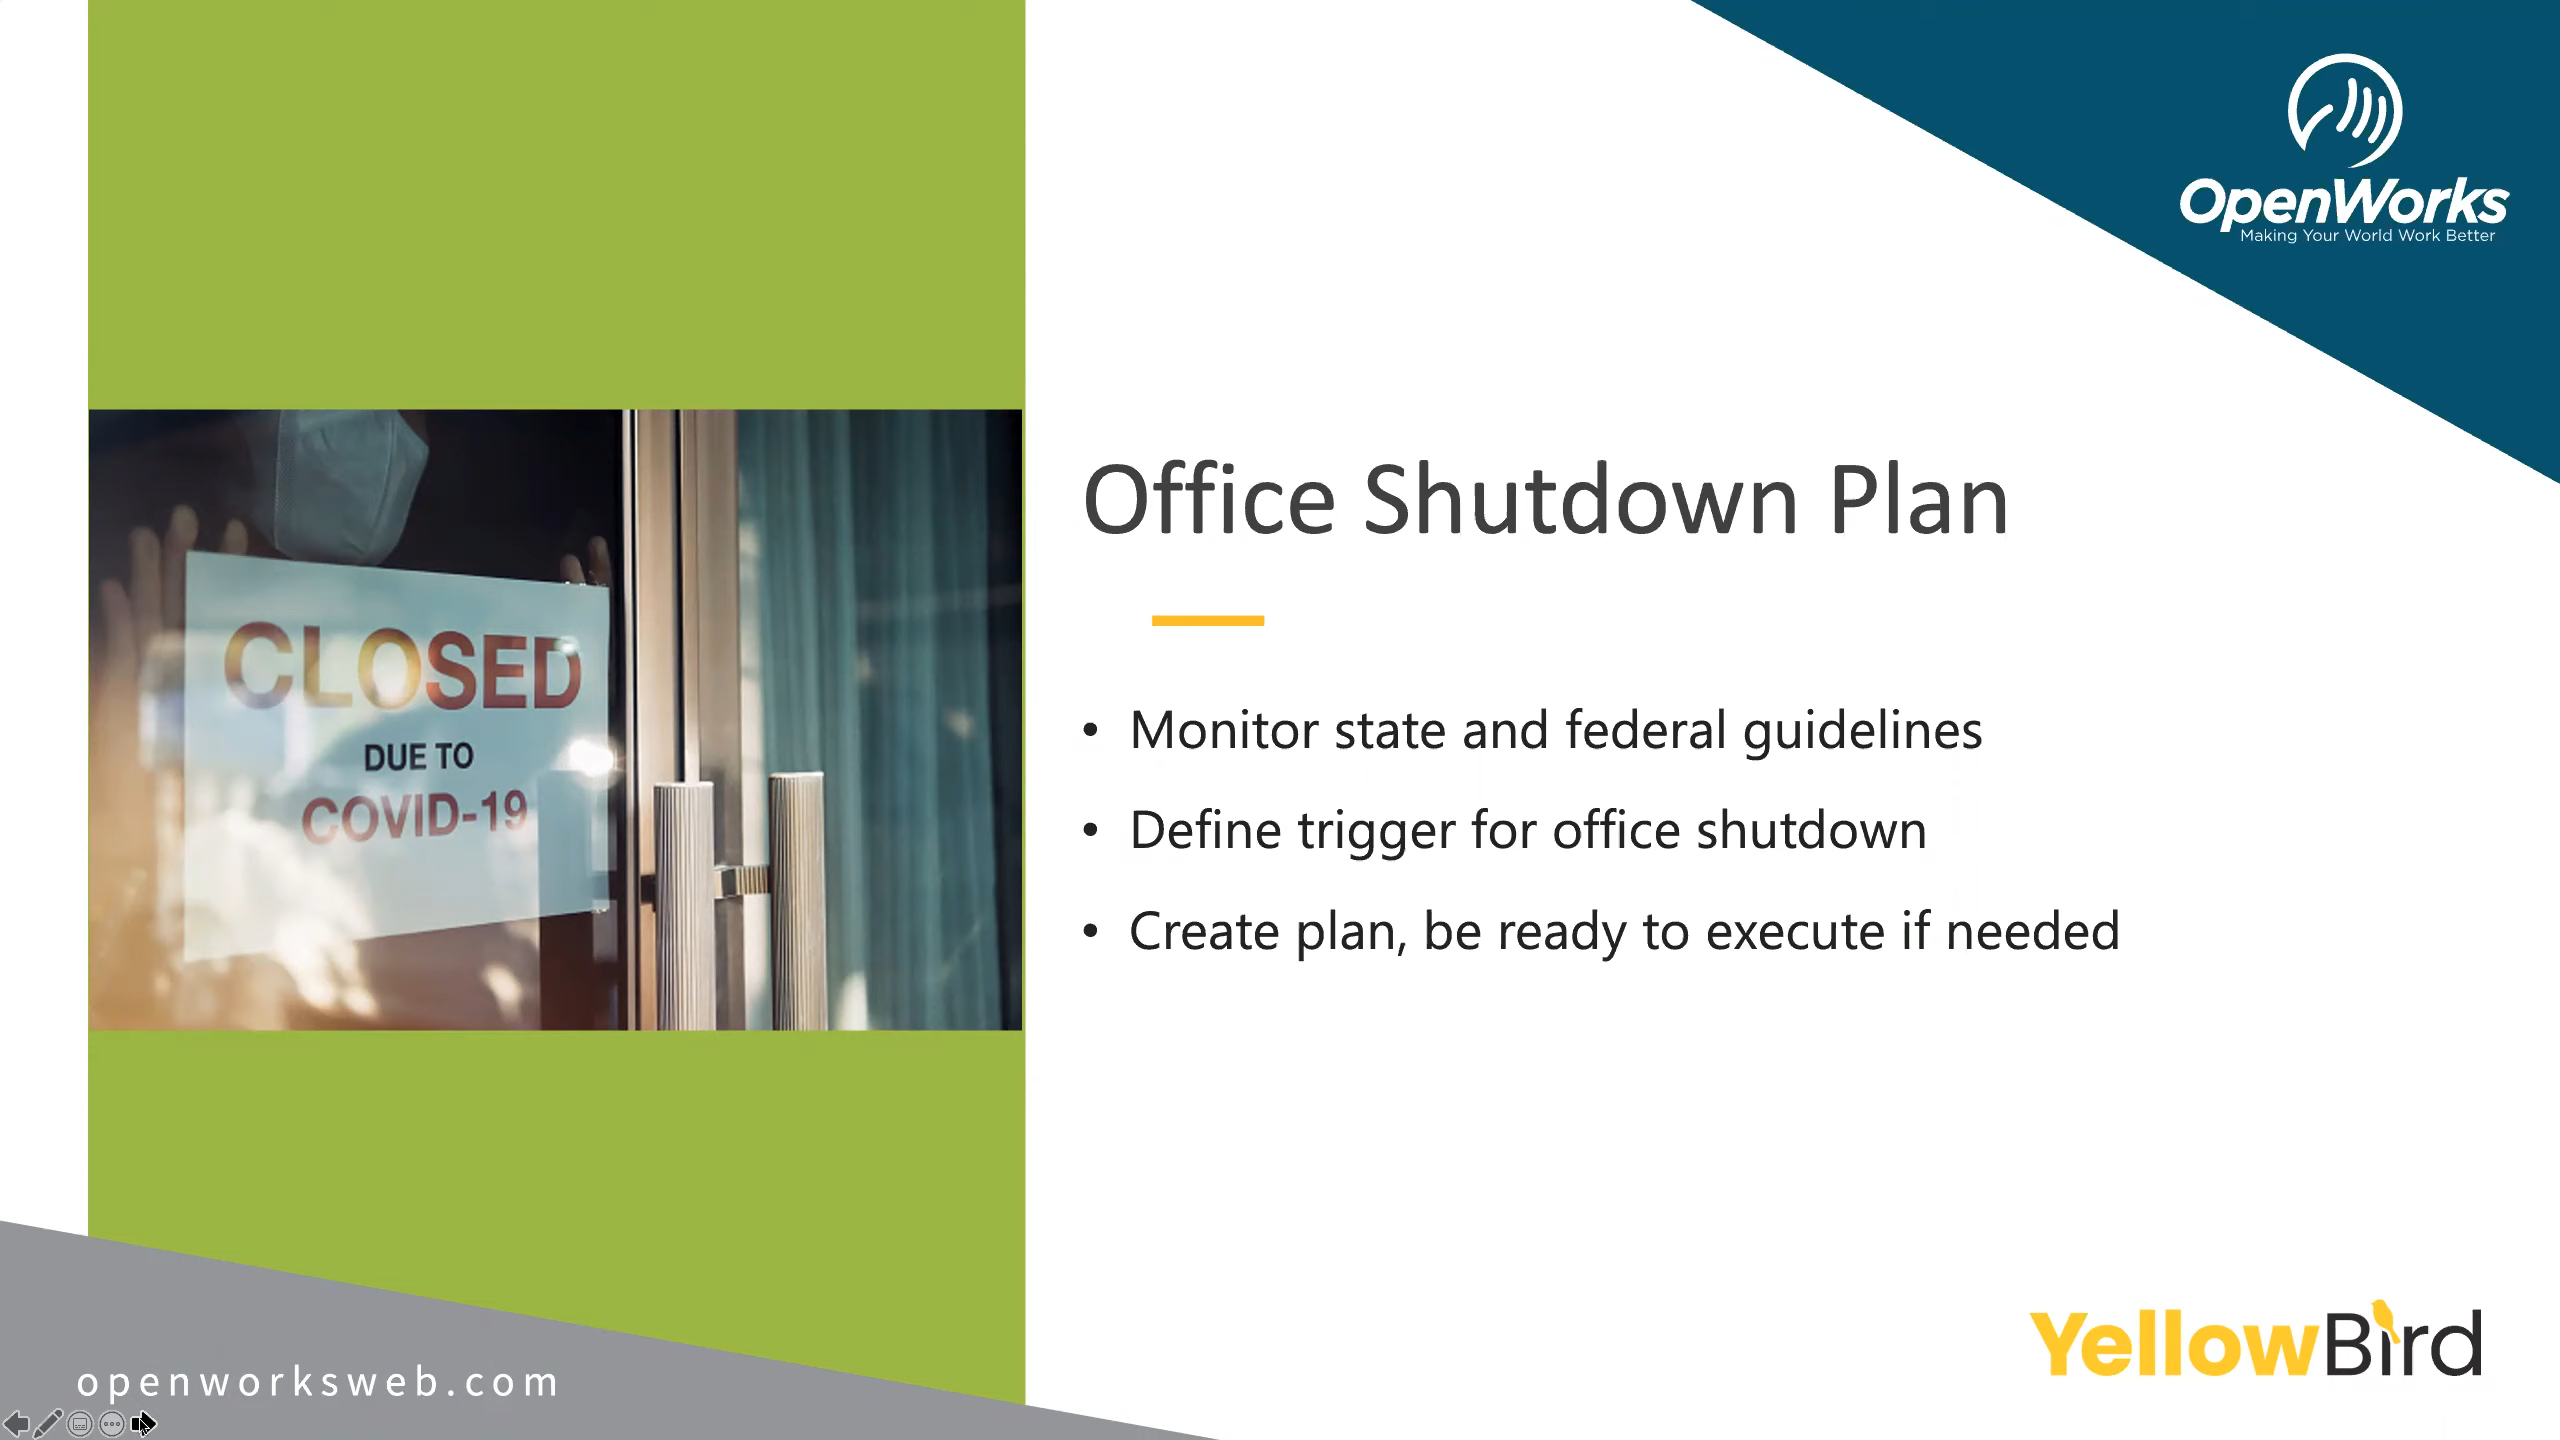 OpenWorks
Making Your World Work Better
Office Shutdown Plan
• Monitor state and federal guidelines
• Define trigger for office shutdown
• Create plan, be ready to execute if needed
CLOSED
DUE TO
COVID-19
openworksweb.com
YellowBird